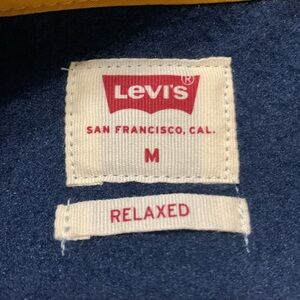 LEVI'S®
SAN FRANCISCO, CAL.
M
RELAXED